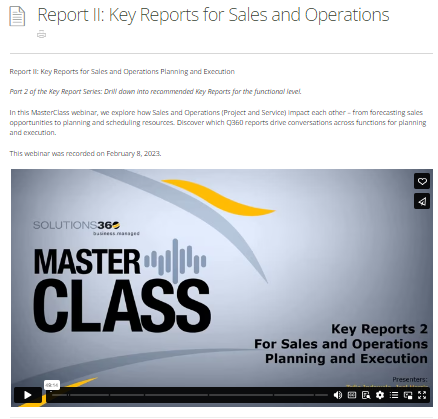 Report II: Key Reports for Sales and Operations
Report II: Key Reports for Sales and Operations Planning and Execution
Part 2 of the Key Report Series: Drill down into recommended Key Reports for the functional level.
In this MasterClass webinar, we explore how Sales and Operations (Project and Service) impact each other – from forecasting sales
opportunities to planning and scheduling resources. Discover which Q360 reports drive conversations across functions for planning
and execution.
This webinar was recorded on February 8, 2023.
SOLUTIONS360
business managed
MASTER
CLASS
Key Reports 2
For Sales and Operations
Planning and Execution
Presenters:
49:14